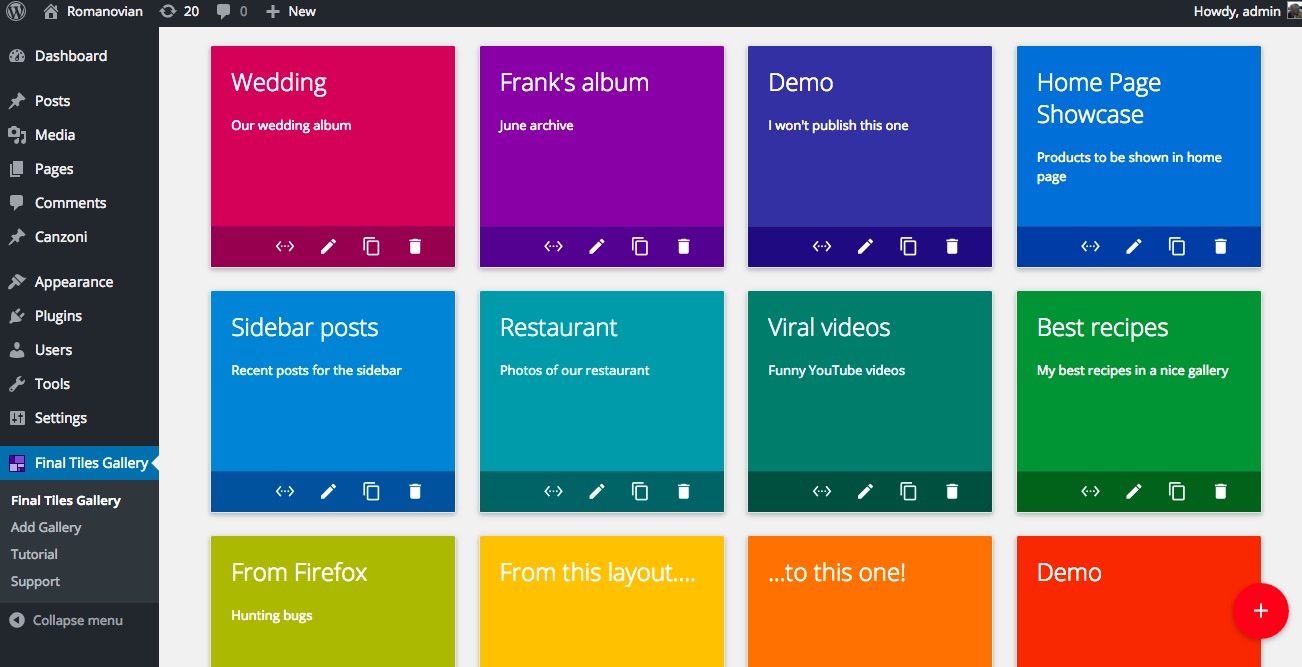 Romanovian 20 0 New Howdy, admin
Dashboard
Posts
Media
Pages
Comments
Canzoni
Appearance
Plugins
Users
Tools
Settings
Final Tiles Gallery
Final Tiles Gallery
Add Gallery
Tutorial
Support
Collapse menu
Wedding
Our wedding album
Frank's album
June archive
Demo
I won't publish this one
Home Page
Showcase
Products to be shown in home
page
Sidebar posts
Recent posts for the sidebar
Restaurant
Photos of our restaurant
Viral videos
Funny YouTube videos
Best recipes
My best recipes in a nice gallery
From Firefox
Hunting bugs
From this layout....
...to this one!
Demo